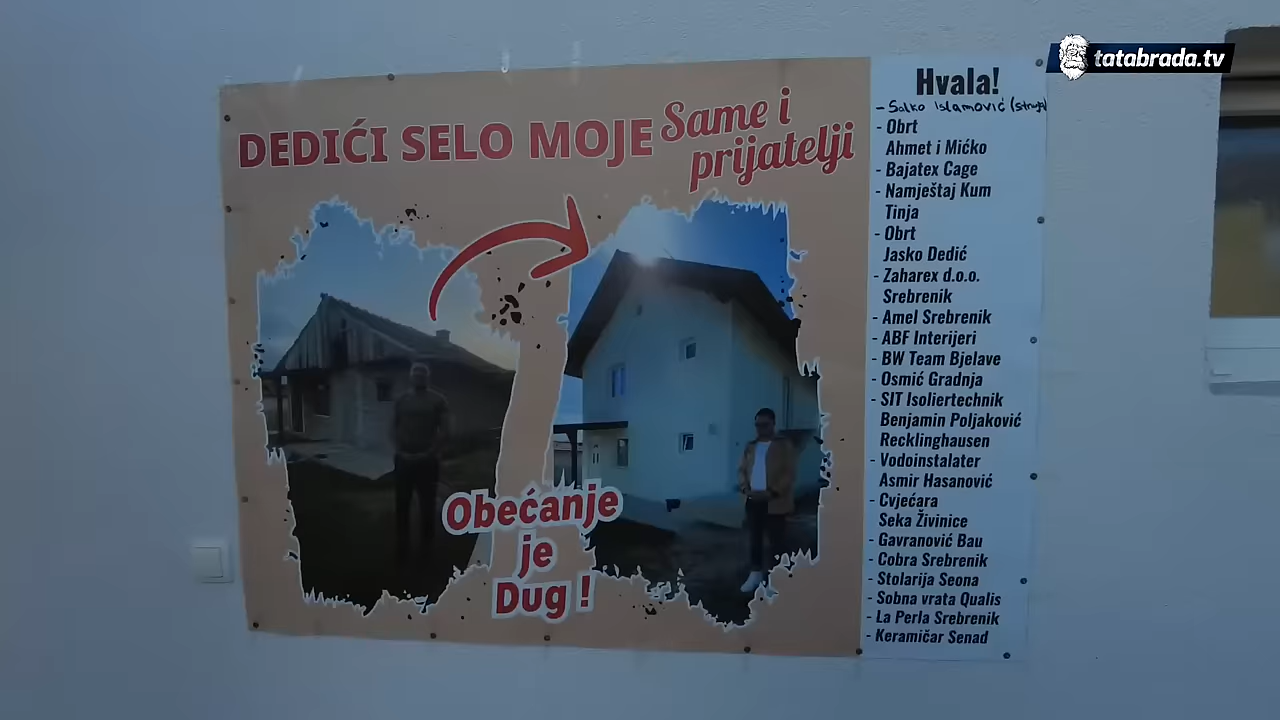 tatabrada.tv
DEDIĆI SELO MOJE
Same i
prijatelji
Obećanje
je
Dug !
Hvala!
- Salko Islamović (struja)
- Obrt
Ahmet i Mićko
- Bajatex Cage
- Namještaj Kum
Tinja
- Obrt
Jasko Dedić
- Zaharex d.o.o.
Srebrenik
- Amel Srebrenik
- ABF Interijeri
- BW Team Bjelave
- Osmić Gradnja
- SIT Isoliertechnik
Benjamin Poljaković
Recklinghausen
- Vodoinstalater
Asmir Hasanović
- Cvjećara
Seka Živinice
- Gavranović Bau
- Cobra Srebrenik
- Stolarija Seona
- Sobna vrata Qualis
- La Perla Srebrenik
- Keramičar Senad